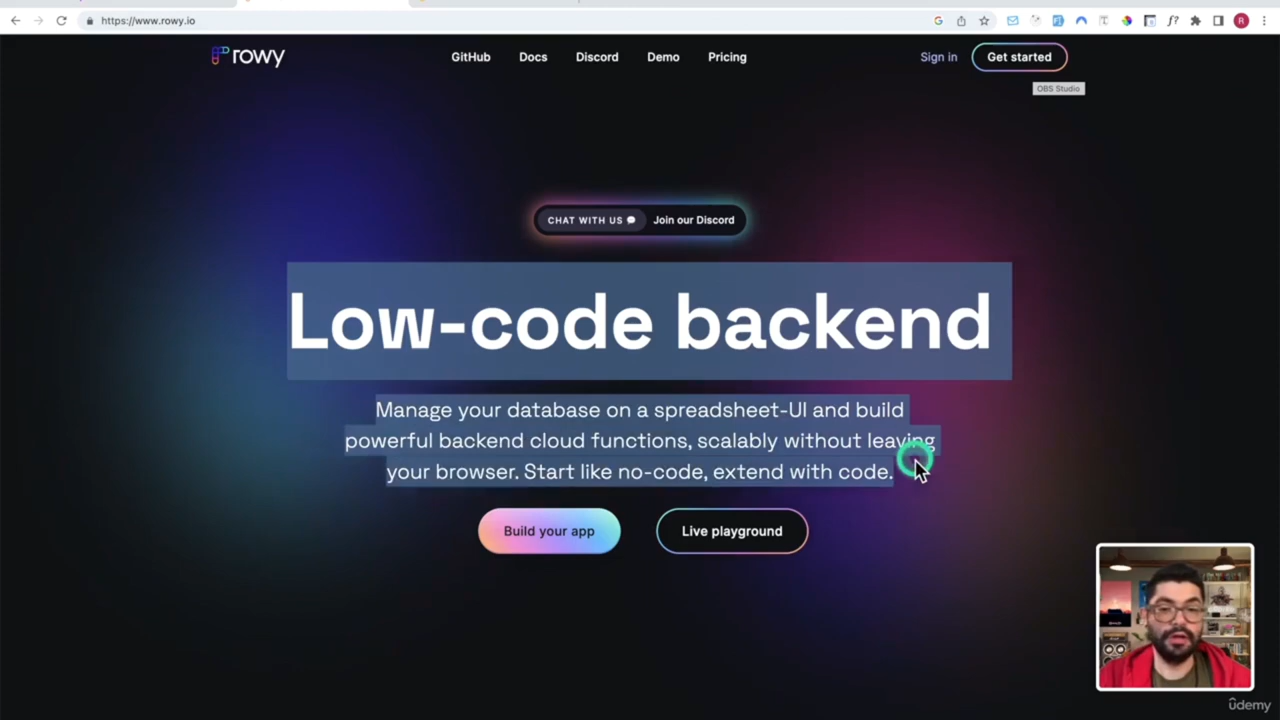 https://www.rowy.io
rowy
GitHub Docs Discord Demo Pricing Sign in Get started
OBS Studio
CHAT WITH US Join our Discord
Low-code backend
Manage your database on a spreadsheet-UI and build
powerful backend cloud functions, scalably without leaving
your browser. Start like no-code, extend with code.
Build your app Live playground
ûdemy